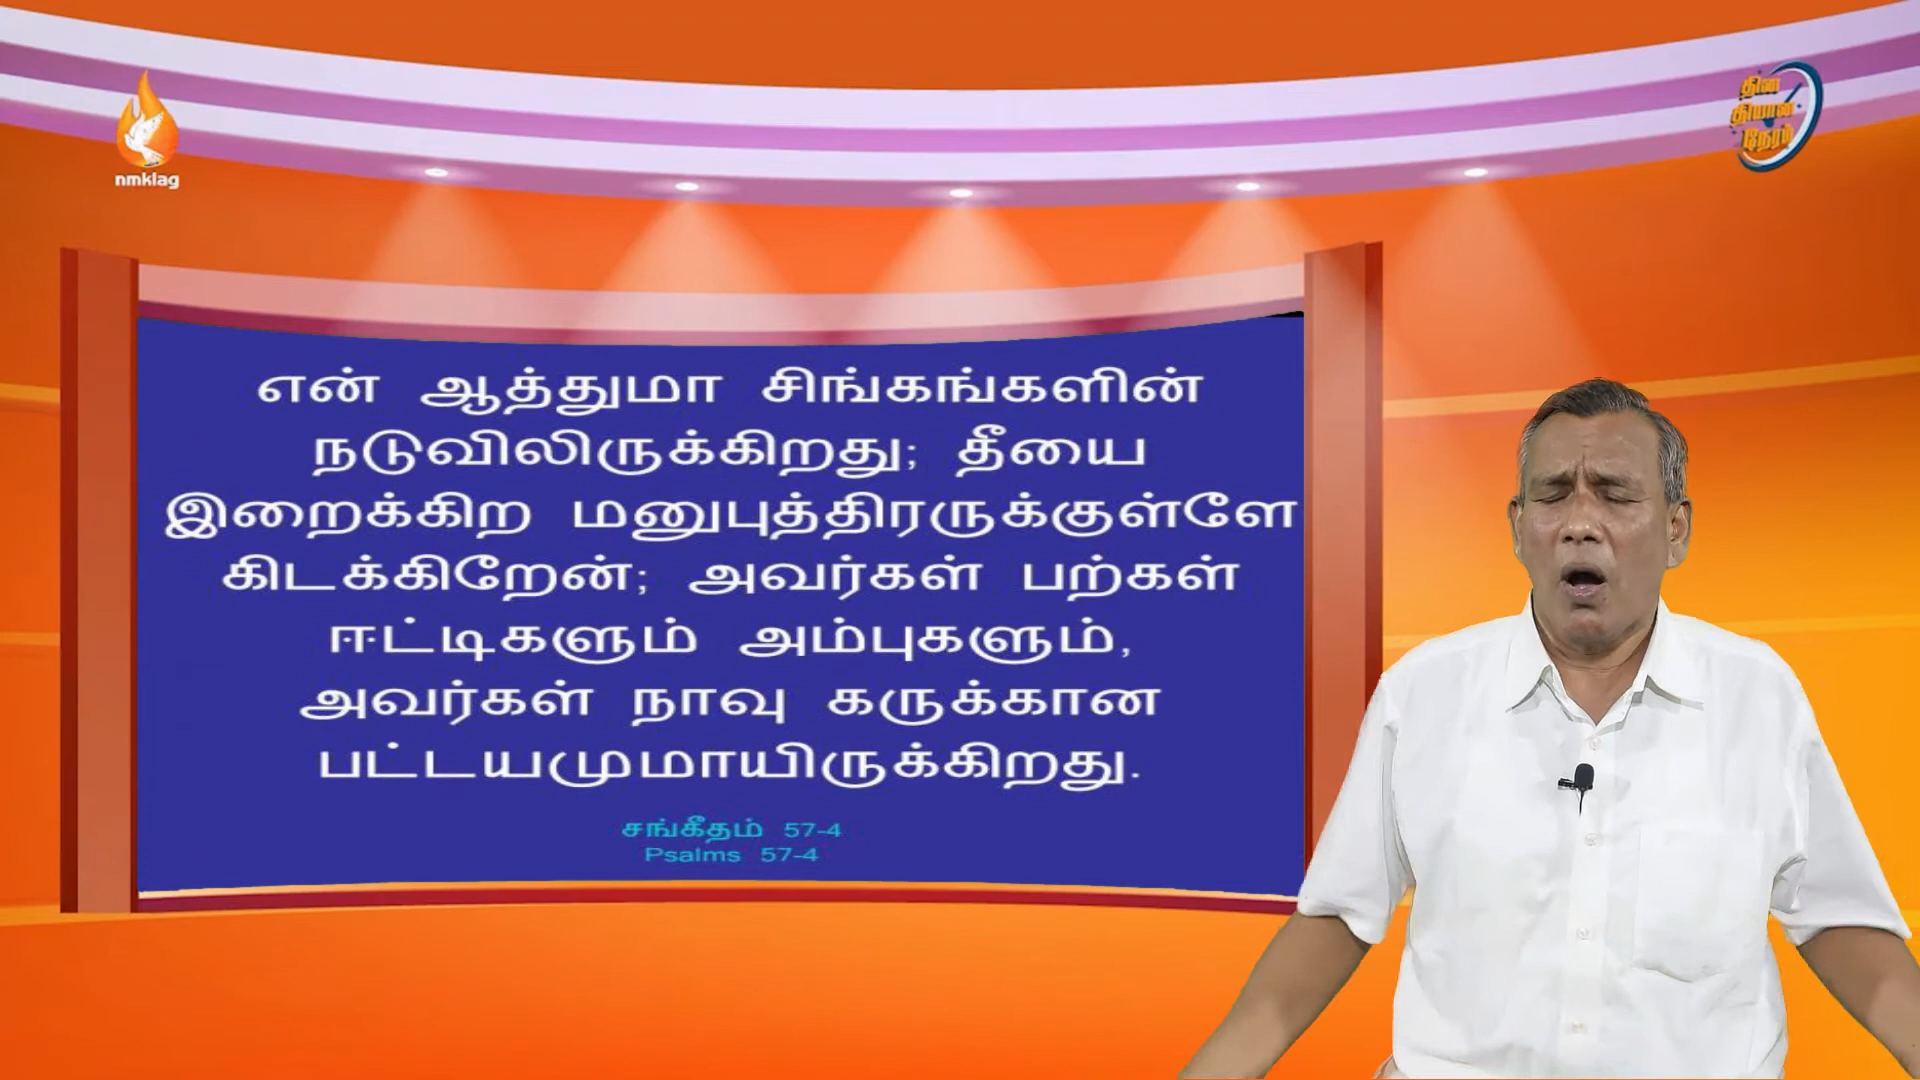 nmklag
தின
தியான
நேரம்
என் ஆத்துமா சிங்கங்களின்
நடுவிலிருக்கிறது; தீயை
இறைக்கிற மனுபுத்திரருக்குள்ளே
கிடக்கிறேன்; அவர்கள் பற்கள்
ஈட்டிகளும் அம்புகளும்,
அவர்கள் நாவு கருக்கான
பட்டயமுமாயிருக்கிறது.
சங்கீதம் 57-4
Psalms 57-4